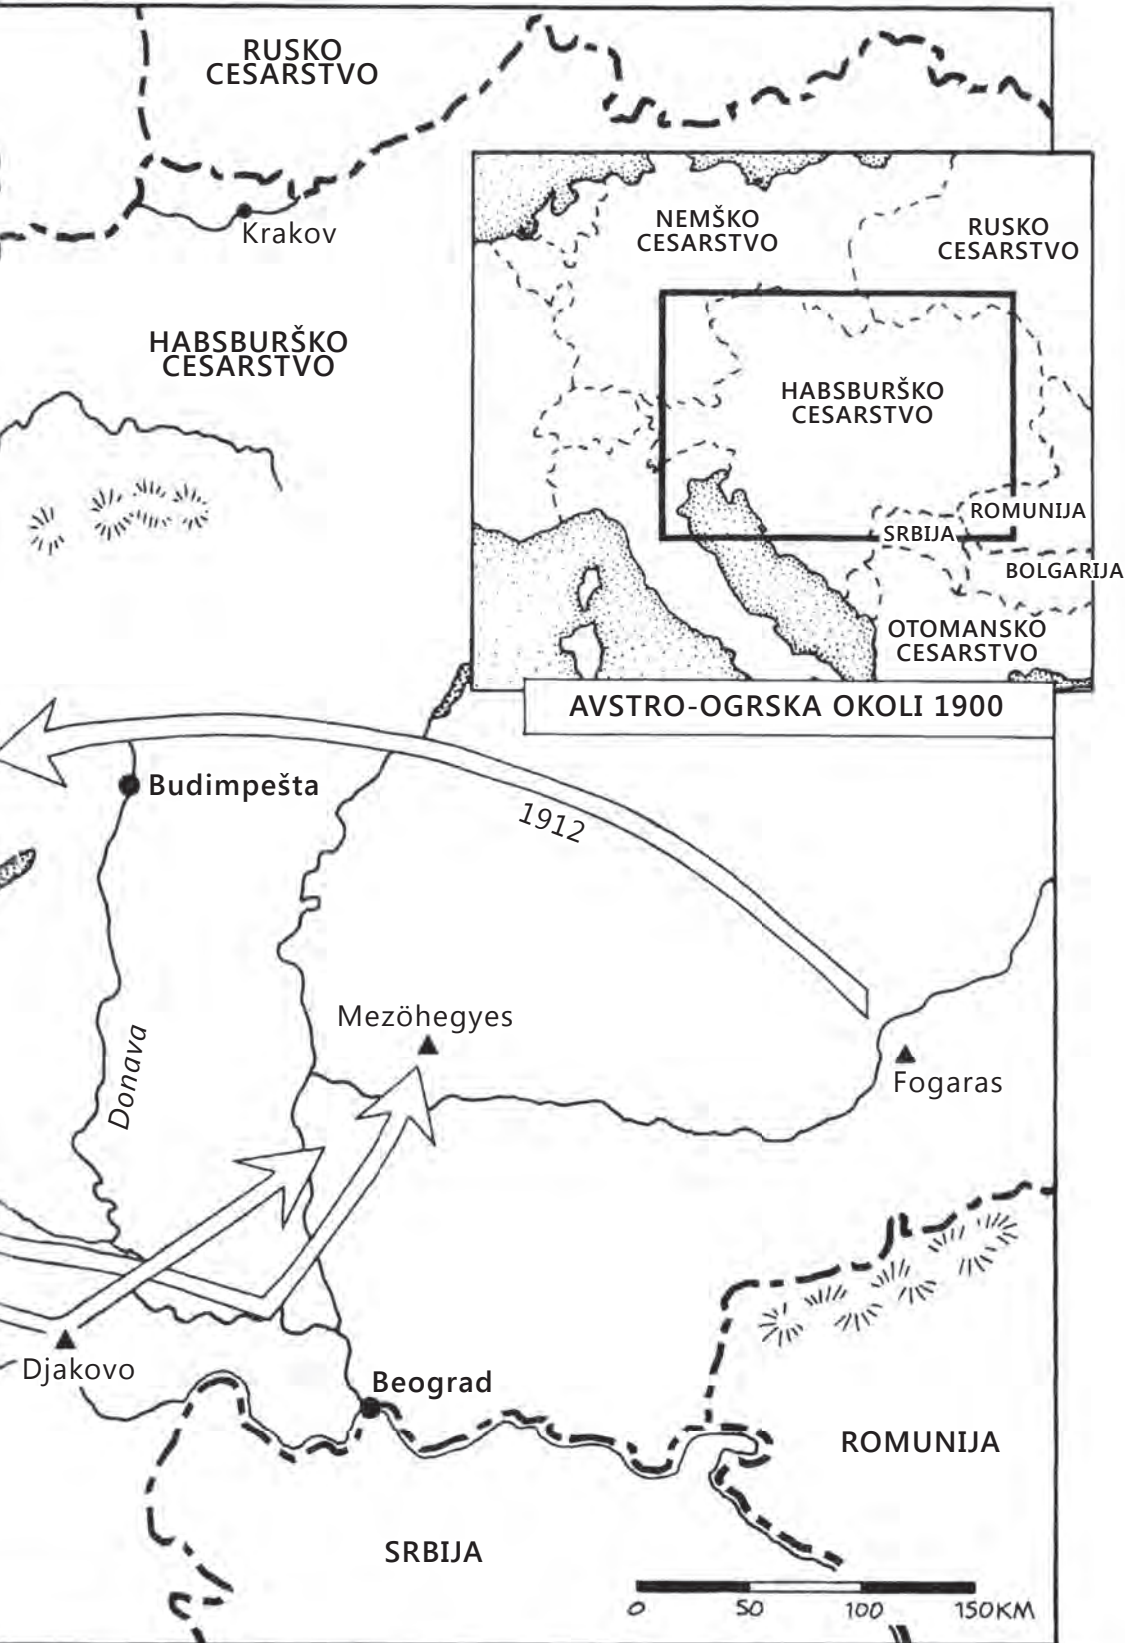 RUSKO
CESARSTVO
Krakov
HABSBURŠKO
CESARSTVO
NEMŠKO
CESARSTVO
RUSKO
CESARSTVO
HABSBURŠKO
CESARSTVO
ROMUNIJA
SRBIJA
BOLGARIJA
OTOMANSKO
CESARSTVO
AVSTRO-OGRSKA OKOLI 1900
Budimpešta
1912
Donava
Mezöhegyes
Fogaras
Djakovo
Beograd
ROMUNIJA
SRBIJA
0 50 100 150KM